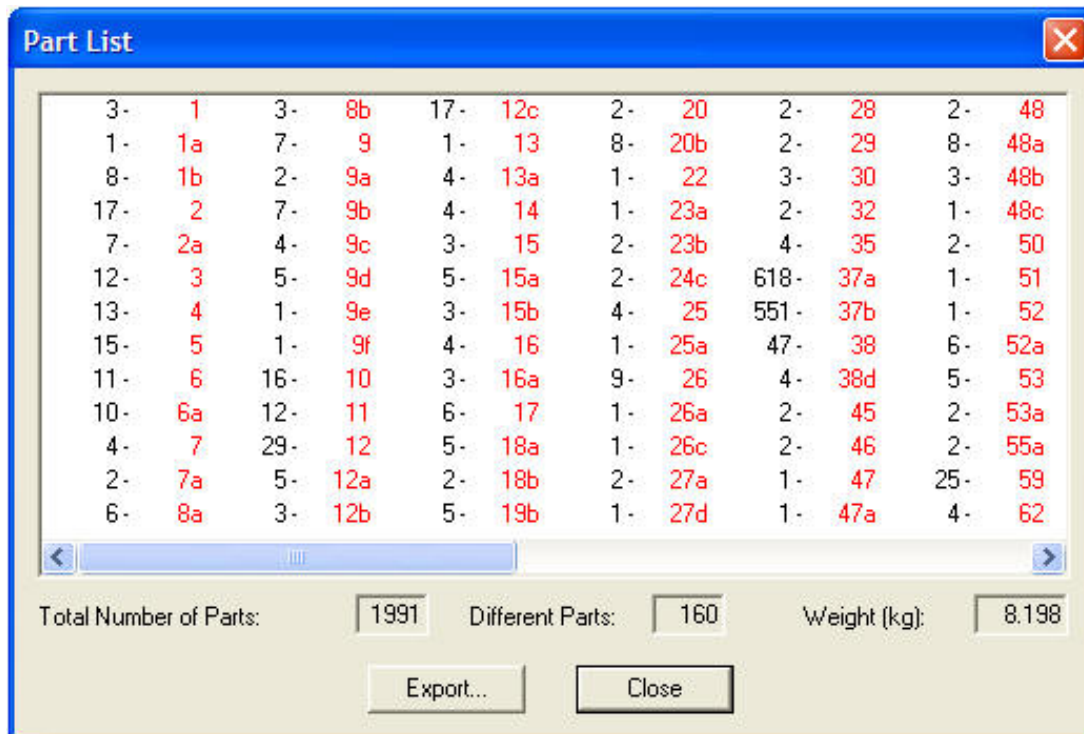 Part List
3- 1 3- 8b 17- 12c 2- 20 2- 28 2- 48
1- 1a 7- 9 1- 13 8- 20b 2- 29 8- 48a
8- 1b 2- 9a 4- 13a 1- 22 3- 30 3- 48b
17- 2 7- 9b 4- 14 1- 23a 2- 32 1- 48c
7- 2a 4- 9c 3- 15 2- 23b 4- 35 2- 50
12- 3 5- 9d 5- 15a 2- 24c 618- 37a 1- 51
13- 4 1- 9e 3- 15b 4- 25 551- 37b 1- 52
15- 5 1- 9f 4- 16 1- 25a 47- 38 6- 52a
11- 6 16- 10 3- 16a 9- 26 4- 38d 5- 53
10- 6a 12- 11 6- 17 1- 26a 2- 45 2- 53a
4- 7 29- 12 5- 18a 1- 26c 2- 46 2- 55a
2- 7a 5- 12a 2- 18b 2- 27a 1- 47 25- 59
6- 8a 3- 12b 5- 19b 1- 27d 1- 47a 4- 62
Total Number of Parts: 1991 Different Parts: 160 Weight (kg): 8.198
Export... Close